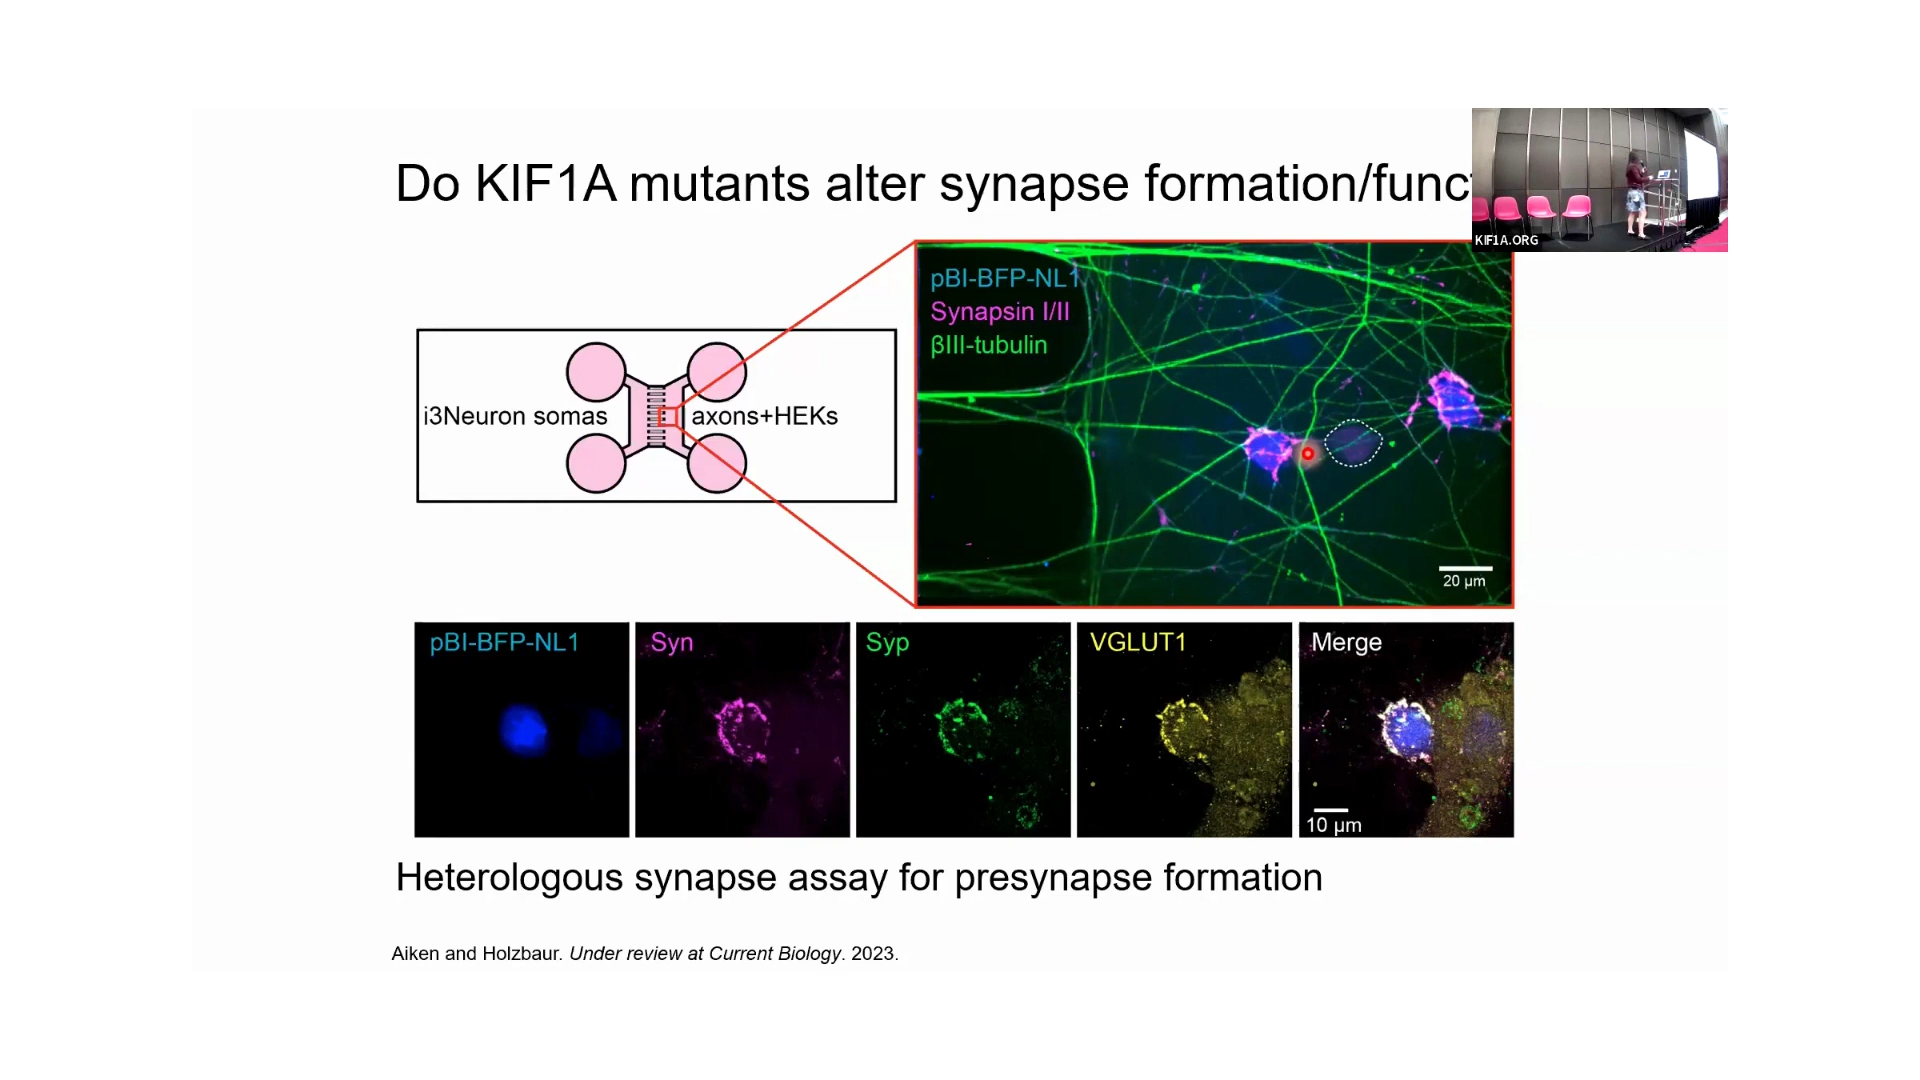 Do KIF1A mutants alter synapse formation/funct
KIF1A.ORG
pBI-BFP-NL1
Synapsin I/II
βIII-tubulin
i3Neuron somas
axons+HEKs
20 µm
pBI-BFP-NL1
Syn
Syp
VGLUT1
Merge
10 µm
Heterologous synapse assay for presynapse formation
Aiken and Holzbaur. Under review at Current Biology. 2023.